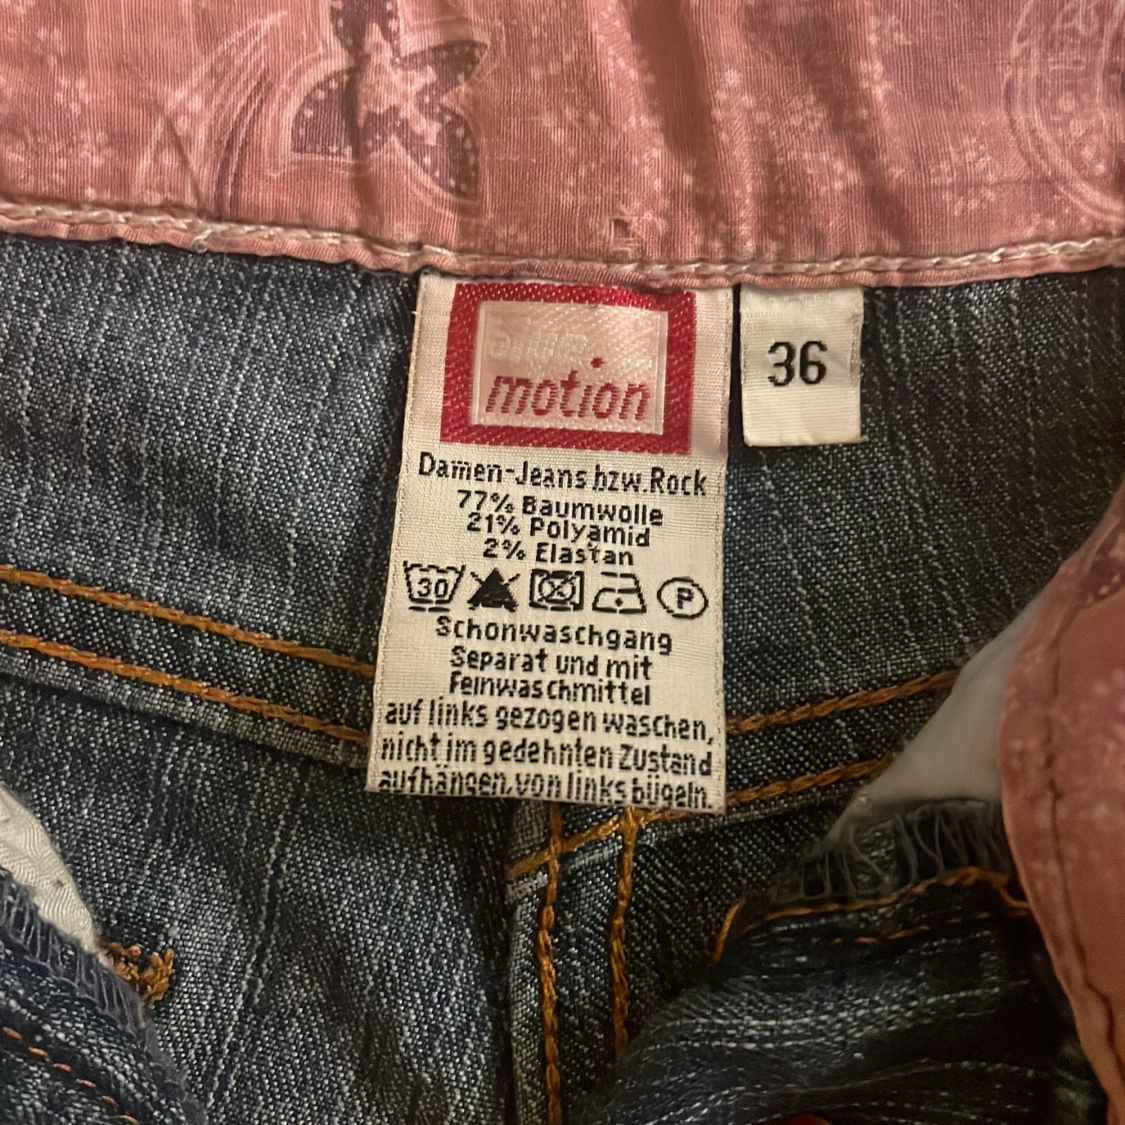 blue
motion
36
Damen-Jeans bzw. Rock
77% Baumwolle
21% Polyamid
2% Elastan
30
P
Schonwaschgang
Separat und mit
Feinwaschmittel
auf links gezogen waschen,
nicht im gedehnten Zustand
aufhängen, von links bügeln.